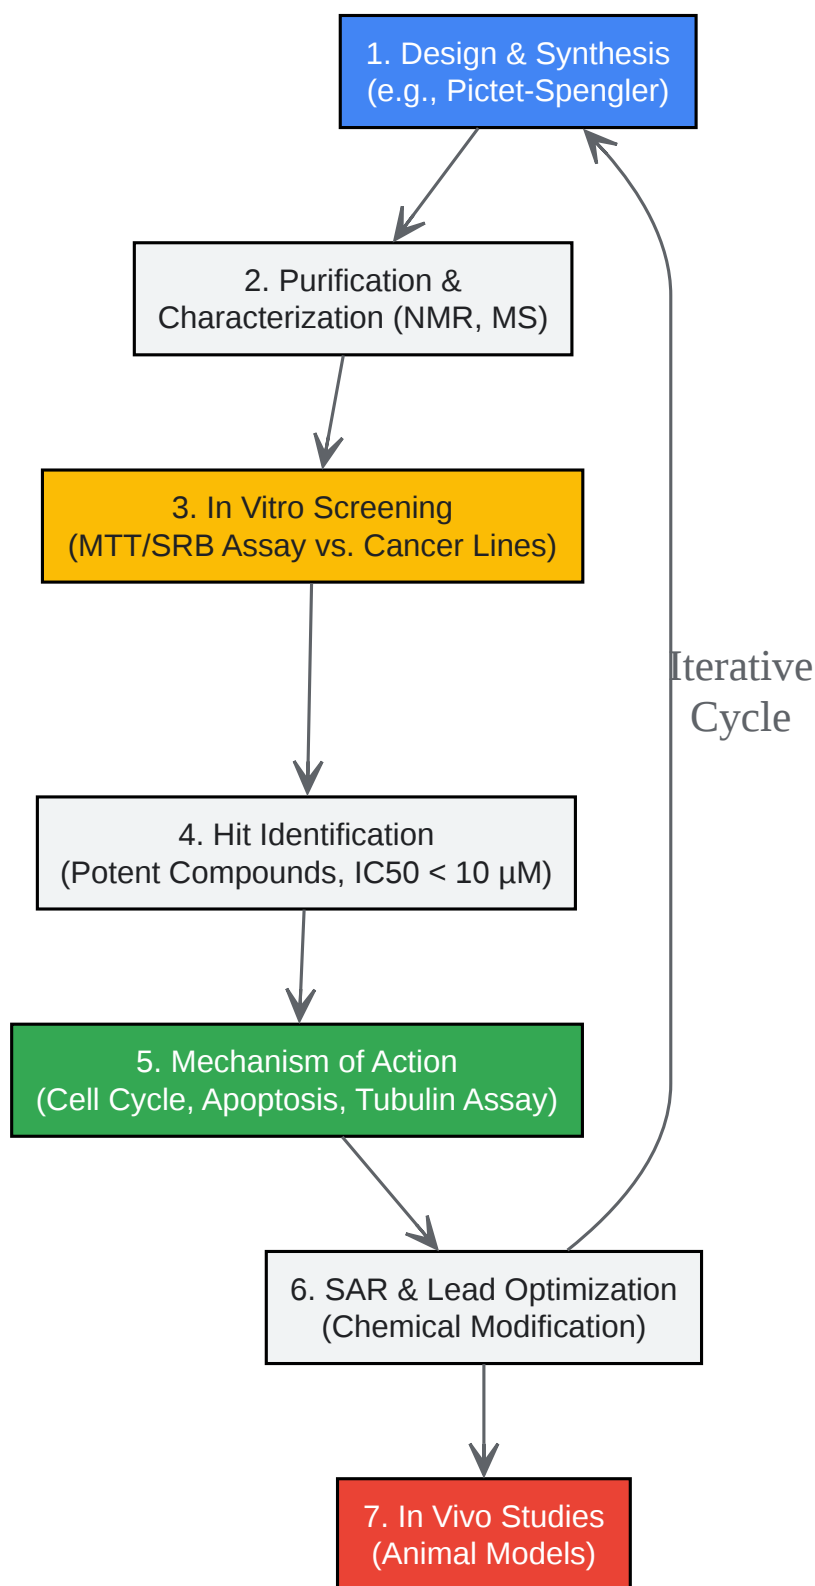 1. Design & Synthesis
(e.g., Pictet-Spengler)
2. Purification &
Characterization (NMR, MS)
3. In Vitro Screening
(MTT/SRB Assay vs. Cancer Lines)
Iterative
Cycle
4. Hit Identification
(Potent Compounds, IC50 < 10 µM)
5. Mechanism of Action
(Cell Cycle, Apoptosis, Tubulin Assay)
6. SAR & Lead Optimization
(Chemical Modification)
7. In Vivo Studies
(Animal Models)